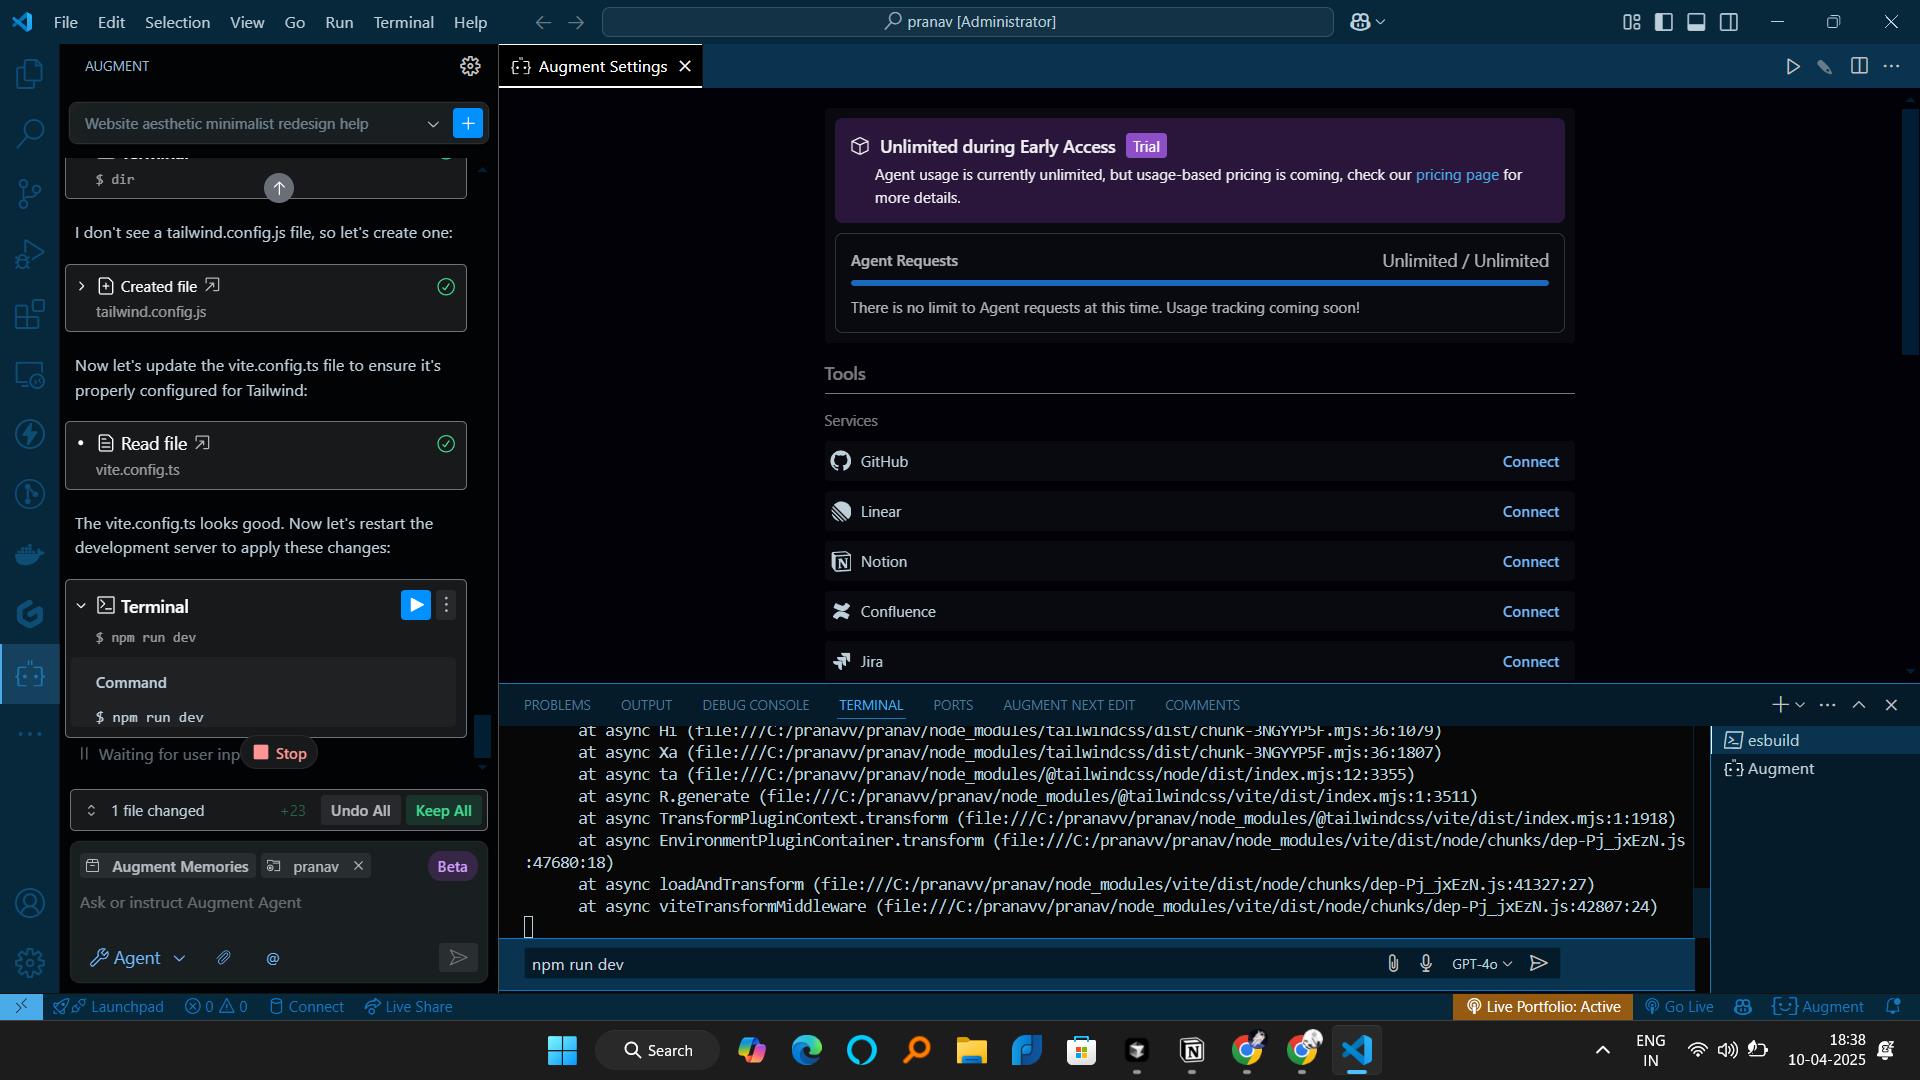 File Edit Selection View Go Run Terminal Help
pranav [Administrator]
AUGMENT
Website aesthetic minimalist redesign help
Terminal
$ dir
I don't see a tailwind.config.js file, so let's create one:
Created file
tailwind.config.js
Now let's update the vite.config.ts file to ensure it's
properly configured for Tailwind:
Read file
vite.config.ts
The vite.config.ts looks good. Now let's restart the
development server to apply these changes:
Terminal
$ npm run dev
Command
$ npm run dev
Waiting for user inp
Stop
1 file changed +23 Undo All Keep All
Augment Memories pranav Beta
Ask or instruct Augment Agent
Agent @
Augment Settings
Unlimited during Early Access Trial
Agent usage is currently unlimited, but usage-based pricing is coming, check our pricing page for
more details.
Agent Requests Unlimited / Unlimited
There is no limit to Agent requests at this time. Usage tracking coming soon!
Tools
Services
GitHub Connect
Linear Connect
Notion Connect
Confluence Connect
Jira Connect
PROBLEMS OUTPUT DEBUG CONSOLE TERMINAL PORTS AUGMENT NEXT EDIT COMMENTS
at async Hi (file:///C:/pranavv/pranav/node_modules/tailwindcss/dist/chunk-3NGYYP5F.mjs:36:1079)
at async Xa (file:///C:/pranavv/pranav/node_modules/tailwindcss/dist/chunk-3NGYYP5F.mjs:36:1807)
at async ta (file:///C:/pranavv/pranav/node_modules/@tailwindcss/node/dist/index.mjs:12:3355)
at async R.generate (file:///C:/pranavv/pranav/node_modules/@tailwindcss/vite/dist/index.mjs:1:3511)
at async TransformPluginContext.transform (file:///C:/pranavv/pranav/node_modules/@tailwindcss/vite/dist/index.mjs:1:1918)
at async EnvironmentPluginContainer.transform (file:///C:/pranavv/pranav/node_modules/vite/dist/node/chunks/dep-Pj_jxEzN.js
:47680:18)
at async loadAndTransform (file:///C:/pranavv/pranav/node_modules/vite/dist/node/chunks/dep-Pj_jxEzN.js:41327:27)
at async viteTransformMiddleware (file:///C:/pranavv/pranav/node_modules/vite/dist/node/chunks/dep-Pj_jxEzN.js:42807:24)
npm run dev GPT-4o
esbuild
Augment
Launchpad 0 0 Connect Live Share
Live Portfolio: Active Go Live Augment
Search
ENG
IN
18:38
10-04-2025